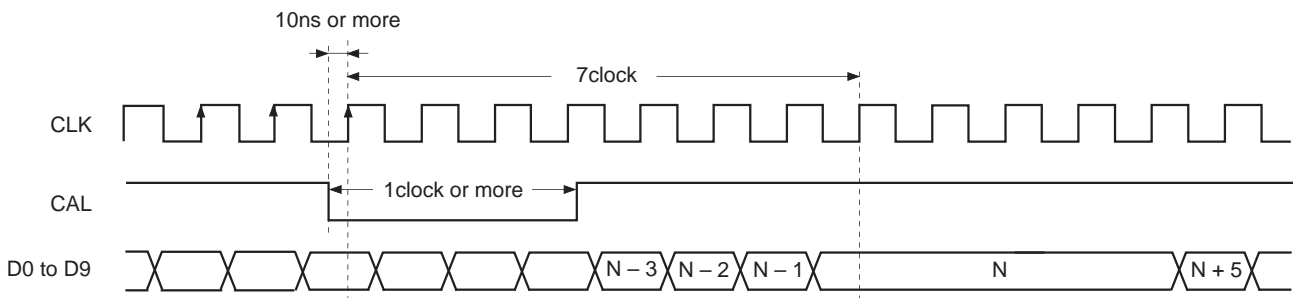 10ns or more
7clock
CLK
1clock or more
CAL
D0 to D9 N – 3 N – 2 N – 1 N N + 5